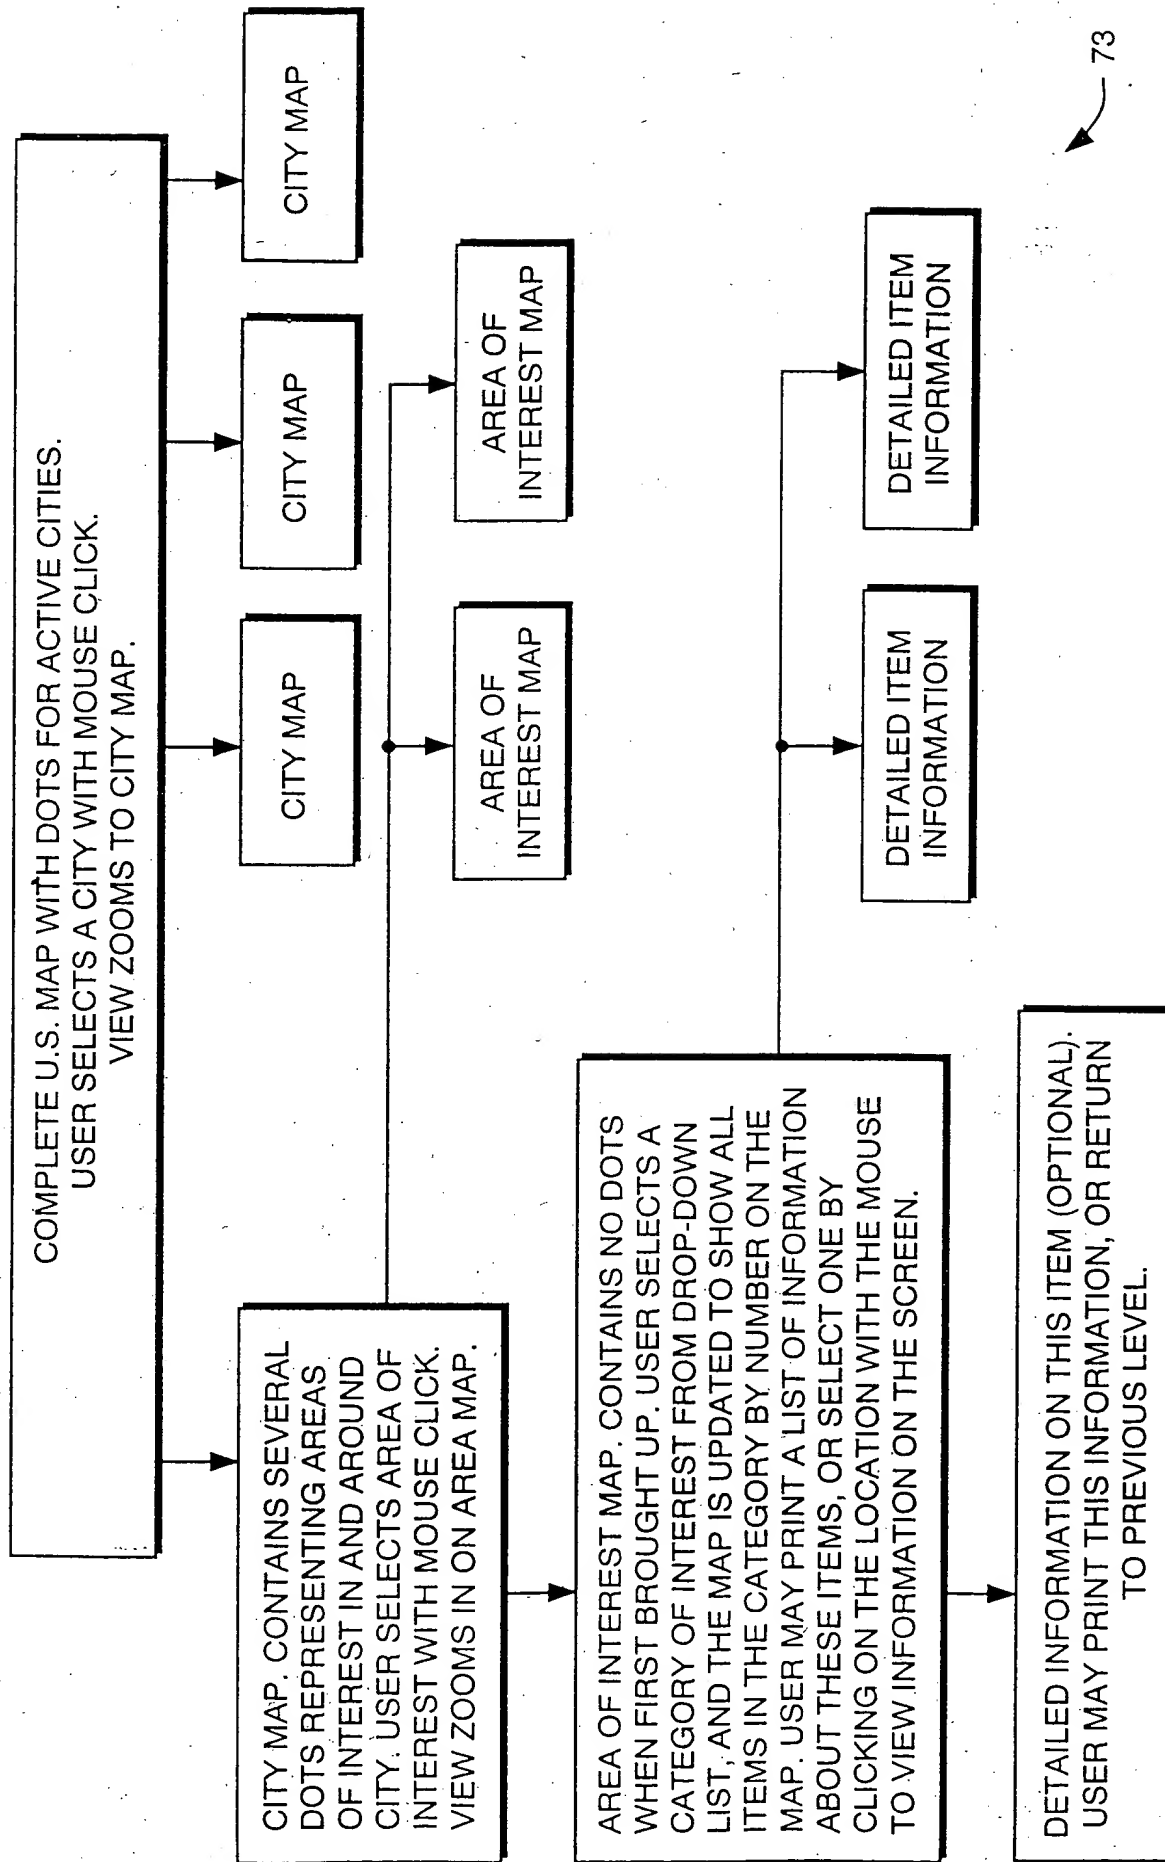 COMPLETE U.S. MAP WITH DOTS FOR ACTIVE CITIES.
USER SELECTS A CITY WITH MOUSE CLICK.
VIEW ZOOMS TO CITY MAP.
CITY MAP. CONTAINS SEVERAL
DOTS REPRESENTING AREAS
OF INTEREST IN AND AROUND
CITY. USER SELECTS AREA OF
INTEREST WITH MOUSE CLICK.
VIEW ZOOMS IN ON AREA MAP.
CITY MAP
CITY MAP
CITY MAP
AREA OF
INTEREST MAP
AREA OF
INTEREST MAP
AREA OF INTEREST MAP. CONTAINS NO DOTS
WHEN FIRST BROUGHT UP. USER SELECTS A
CATEGORY OF INTEREST FROM DROP-DOWN
LIST, AND THE MAP IS UPDATED TO SHOW ALL
ITEMS IN THE CATEGORY BY NUMBER ON THE
MAP. USER MAY PRINT A LIST OF INFORMATION
ABOUT THESE ITEMS, OR SELECT ONE BY
CLICKING ON THE LOCATION WITH THE MOUSE
TO VIEW INFORMATION ON THE SCREEN.
DETAILED ITEM
INFORMATION
DETAILED ITEM
INFORMATION
DETAILED INFORMATION ON THIS ITEM (OPTIONAL).
USER MAY PRINT THIS INFORMATION, OR RETURN
TO PREVIOUS LEVEL.
73